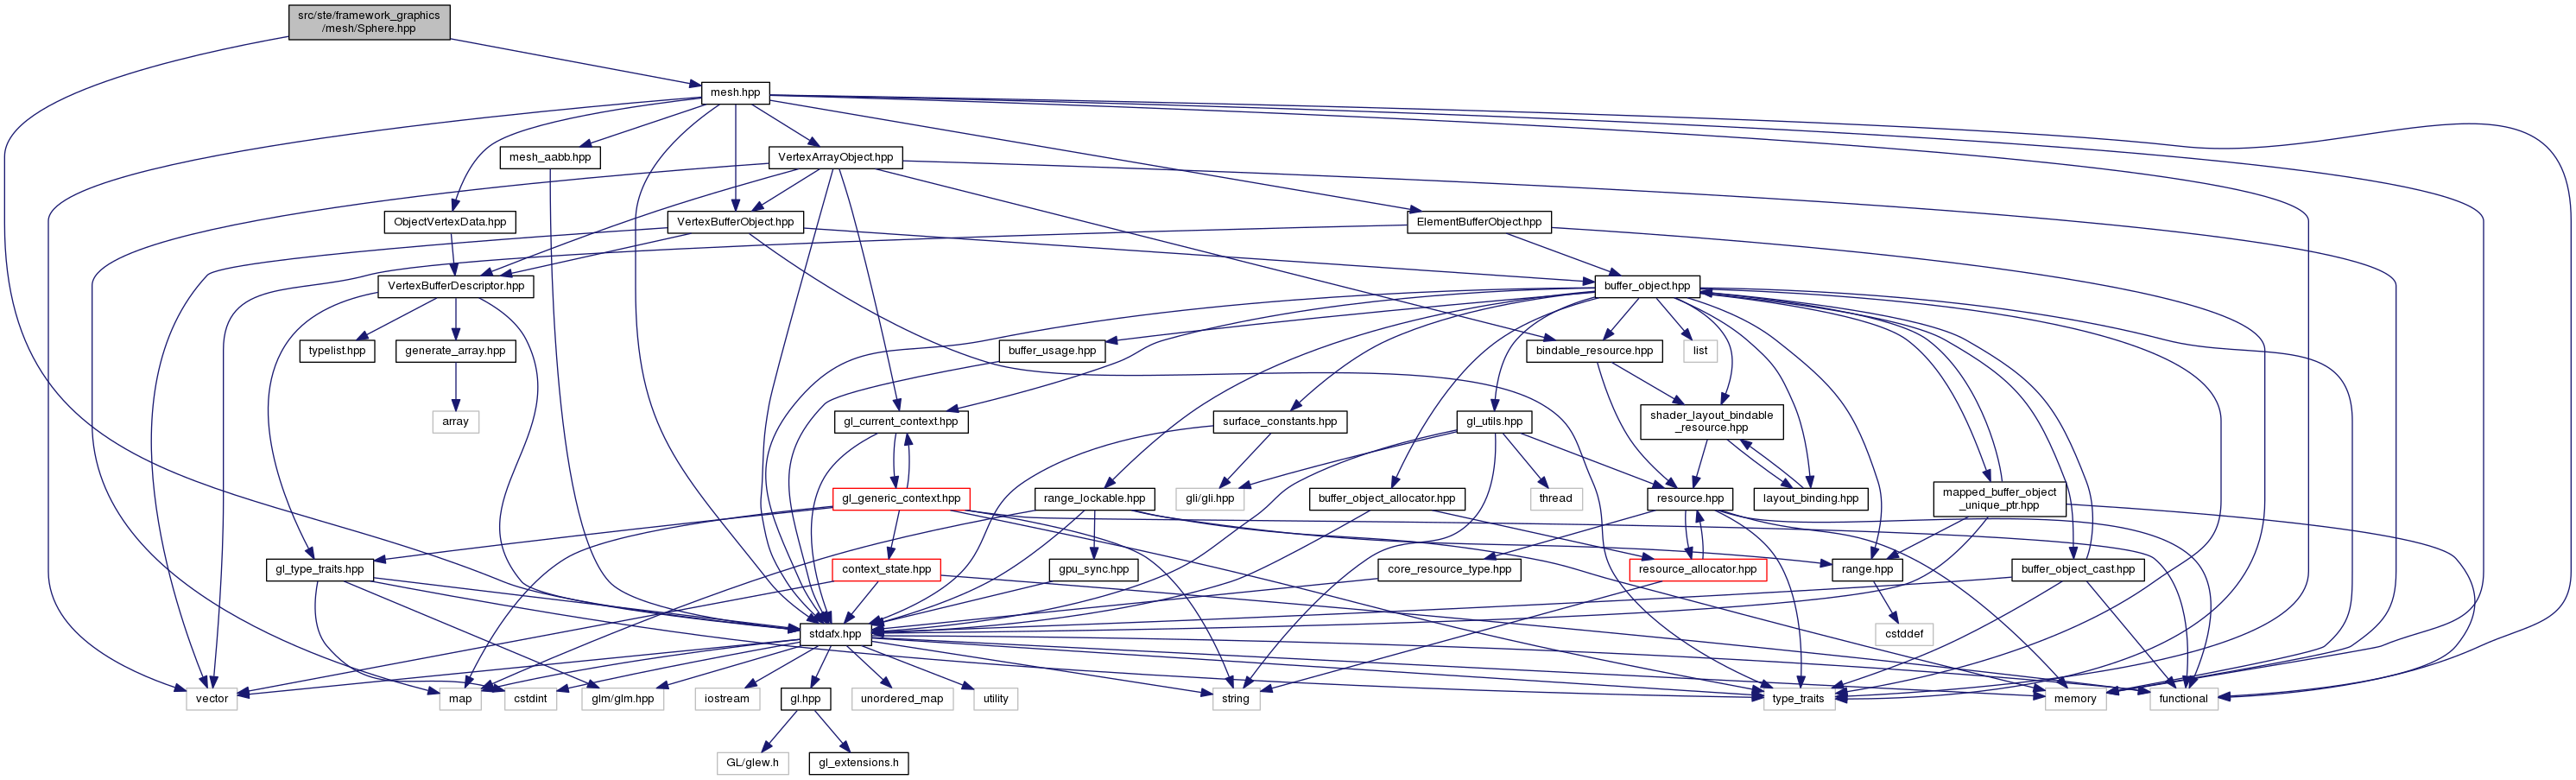 src/ste/framework_graphics
/mesh/Sphere.hpp
mesh.hpp
mesh_aabb.hpp
VertexArrayObject.hpp
ObjectVertexData.hpp
VertexBufferObject.hpp
ElementBufferObject.hpp
VertexBufferDescriptor.hpp
buffer_object.hpp
typelist.hpp
generate_array.hpp
buffer_usage.hpp
bindable_resource.hpp
list
array
gl_current_context.hpp
surface_constants.hpp
gl_utils.hpp
shader_layout_bindable
_resource.hpp
gl_generic_context.hpp
range_lockable.hpp
gli/gli.hpp
buffer_object_allocator.hpp
thread
resource.hpp
layout_binding.hpp
mapped_buffer_object
_unique_ptr.hpp
gl_type_traits.hpp
context_state.hpp
gpu_sync.hpp
core_resource_type.hpp
resource_allocator.hpp
range.hpp
buffer_object_cast.hpp
stdafx.hpp
cstddef
vector
map
cstdint
glm/glm.hpp
iostream
gl.hpp
unordered_map
utility
string
type_traits
memory
functional
GL/glew.h
gl_extensions.h